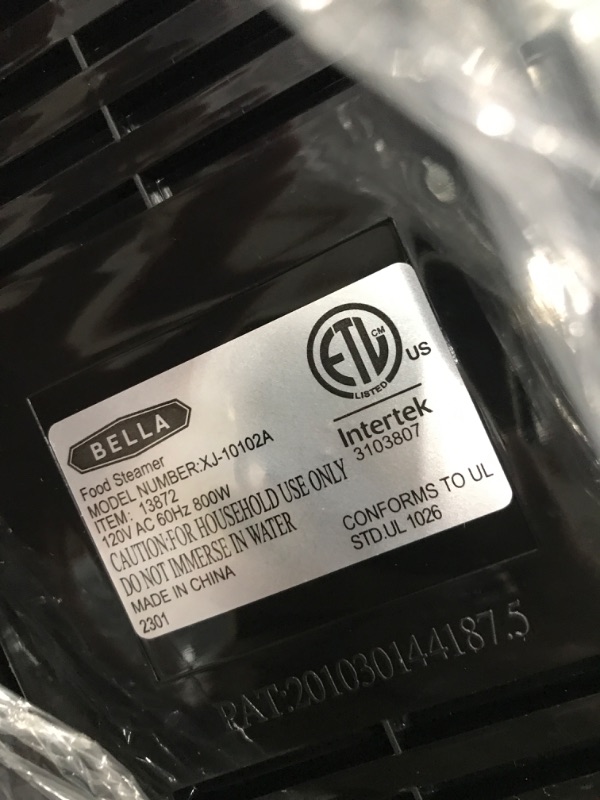 BELLA
Food Steamer
MODEL NUMBER:XJ-10102A
ITEM: 13872
120V AC 60Hz 800W
CAUTION:FOR HOUSEHOLD USE ONLY
DO NOT IMMERSE IN WATER
MADE IN CHINA
2301
ETL CM
LISTED
US
Intertek
3103807
CONFORMS TO UL
STD.UL 1026
PAT:201030144187.5